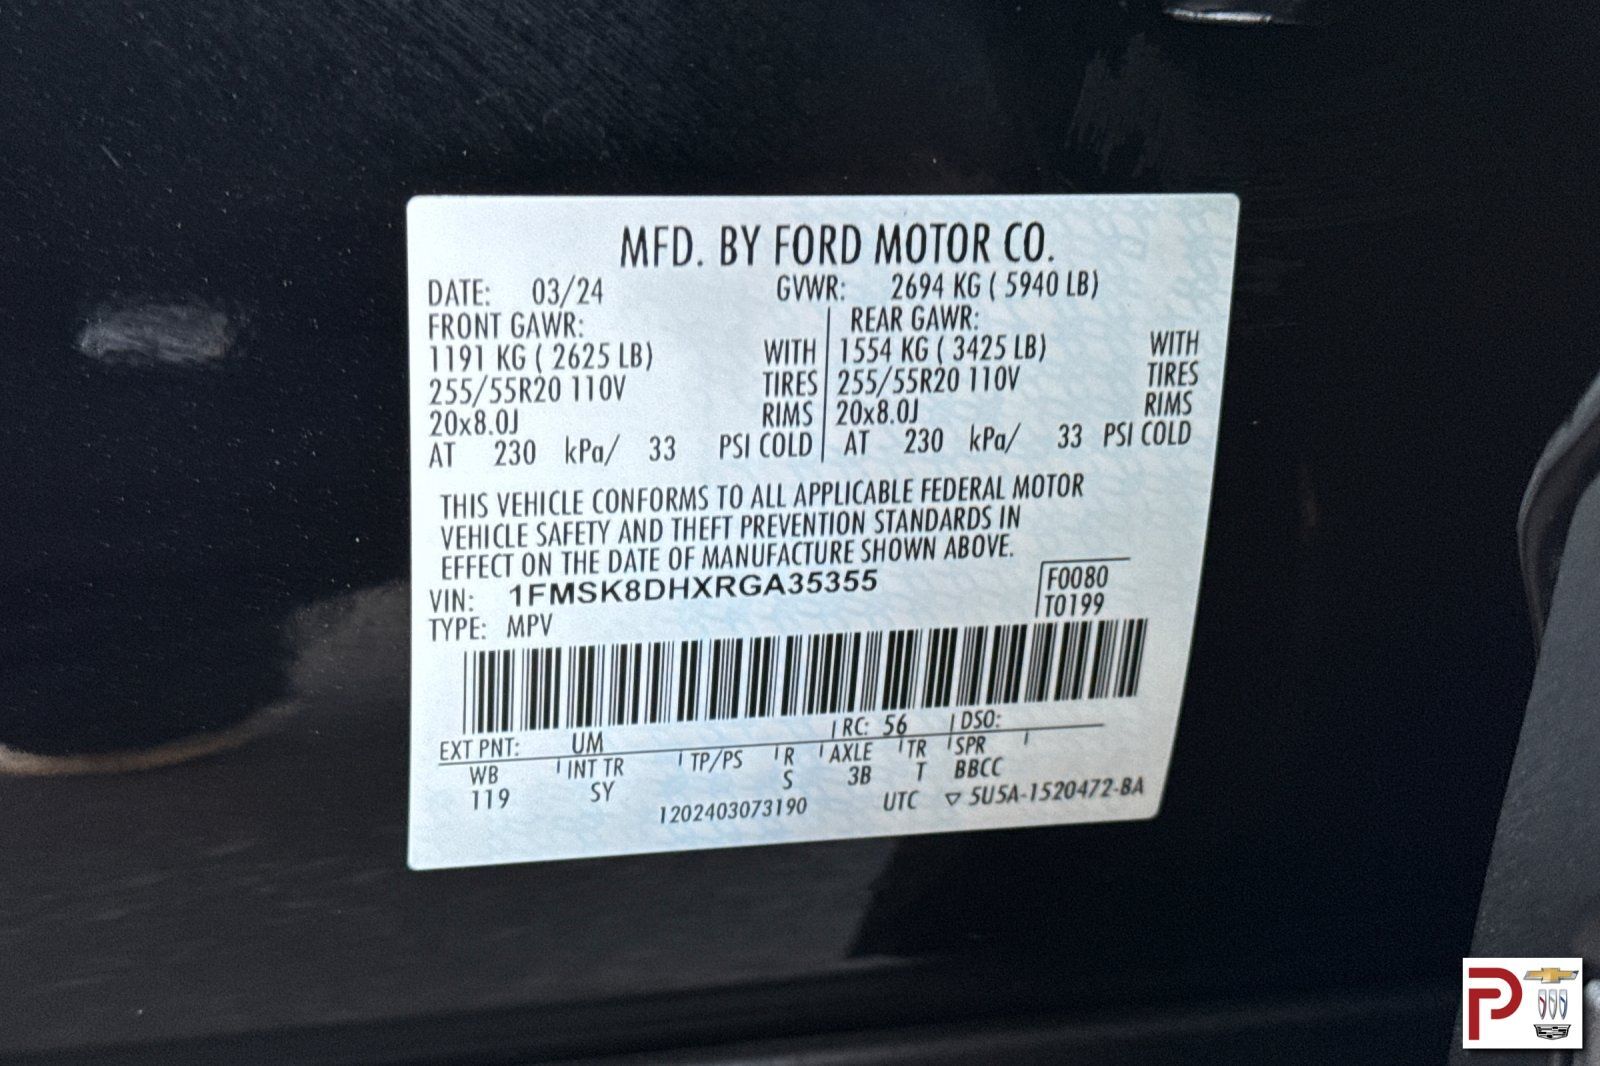 MFD. BY FORD MOTOR CO.
DATE: 03/24 GVWR: 2694 KG ( 5940 LB)
FRONT GAWR: REAR GAWR:
1191 KG ( 2625 LB) WITH 1554 KG ( 3425 LB) WITH
255/55R20 110V TIRES 255/55R20 110V TIRES
20x8.0J RIMS 20x8.0J RIMS
AT 230 kPa/ 33 PSI COLD AT 230 kPa/ 33 PSI COLD
THIS VEHICLE CONFORMS TO ALL APPLICABLE FEDERAL MOTOR
VEHICLE SAFETY AND THEFT PREVENTION STANDARDS IN
EFFECT ON THE DATE OF MANUFACTURE SHOWN ABOVE.
VIN: 1FMSK8DHXRGA35355 F0080
TYPE: MPV T0199
EXT PNT: UM RC: 56 DSO:
WB INT TR TP/PS R AXLE TR SPR
119 SY S 3B T BBCC
1202403073190 UTC ▽ 5U5A-1520472-BA
P